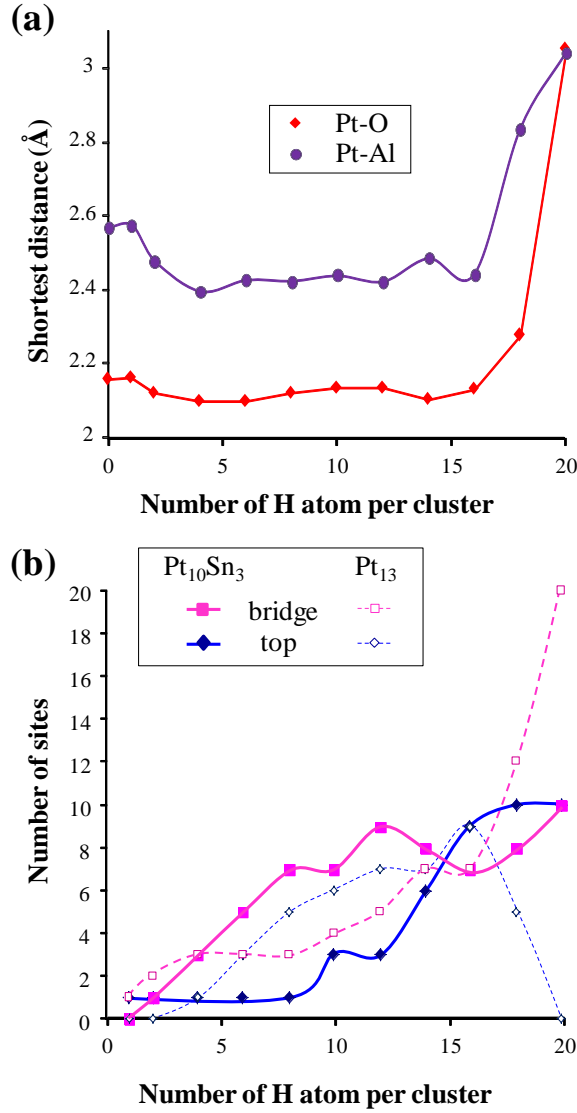 (a)
Shortest distance (Å)
3
2.8
2.6
2.4
2.2
2
Pt-O
Pt-Al
0 5 10 15 20
Number of H atom per cluster
(b)
Pt10Sn3 Pt13
bridge
top
Number of sites
20
18
16
14
12
10
8
6
4
2
0
0 5 10 15 20
Number of H atom per cluster